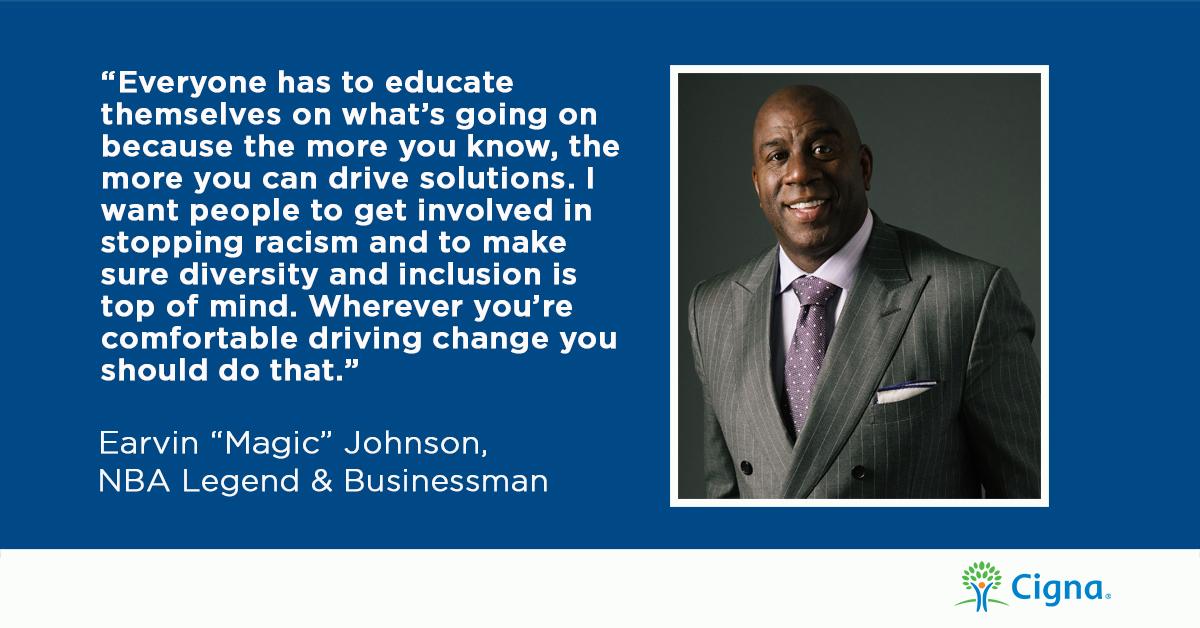 “Everyone has to educate
themselves on what’s going on
because the more you know, the
more you can drive solutions. I
want people to get involved in
stopping racism and to make
sure diversity and inclusion is
top of mind. Wherever you’re
comfortable driving change you
should do that.”
Earvin “Magic” Johnson,
NBA Legend & Businessman
Cigna®